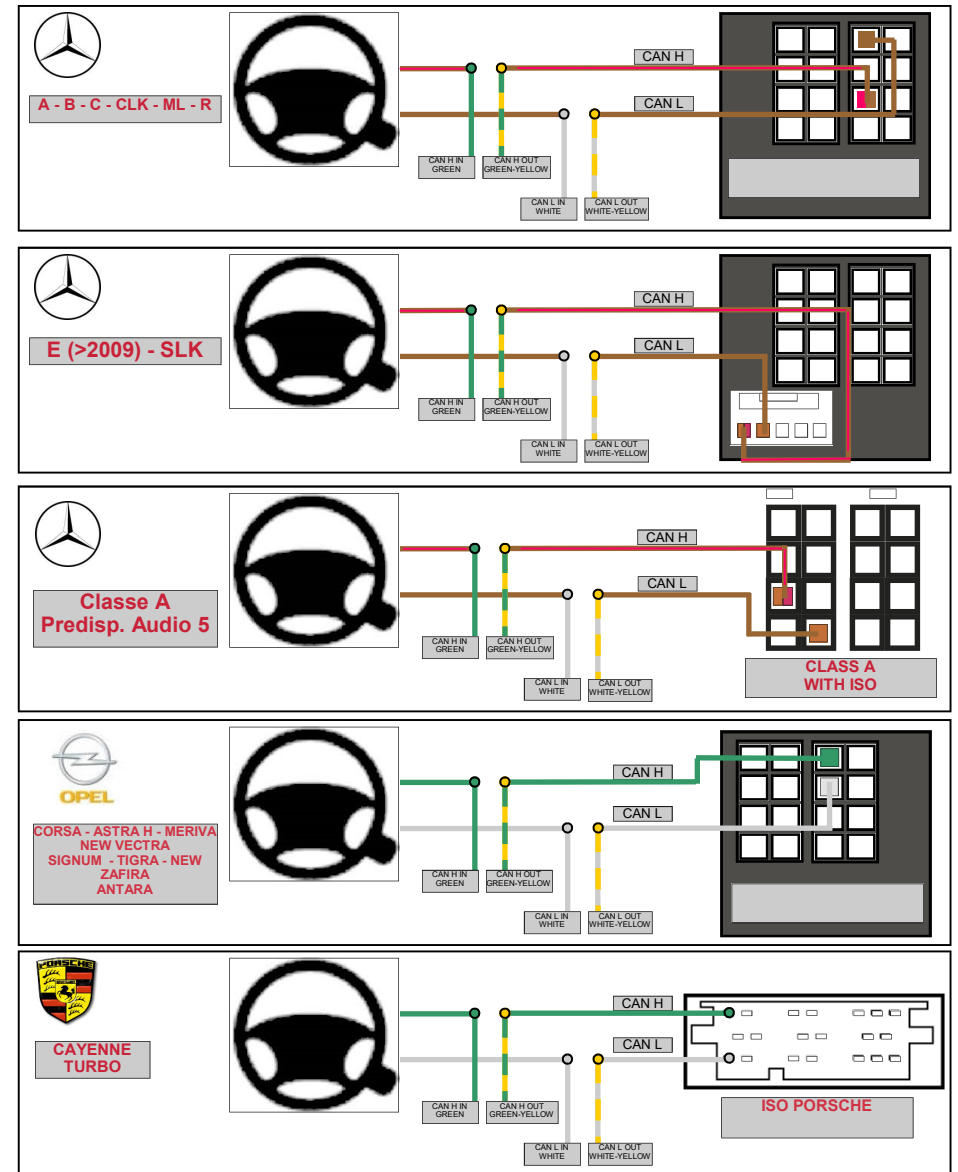 A - B - C - CLK - ML - R
CAN H
CAN L
CAN H IN
GREEN
CAN H OUT
GREEN-YELLOW
CAN L IN
WHITE
CAN L OUT
WHITE-YELLOW
E (>2009) - SLK
CAN H
CAN L
CAN H IN
GREEN
CAN H OUT
GREEN-YELLOW
CAN L IN
WHITE
CAN L OUT
WHITE-YELLOW
Classe A
Predisp. Audio 5
CAN H
CAN L
CAN H IN
GREEN
CAN H OUT
GREEN-YELLOW
CAN L IN
WHITE
CAN L OUT
WHITE-YELLOW
CLASS A
WITH ISO
OPEL
CORSA - ASTRA H - MERIVA
NEW VECTRA
SIGNUM - TIGRA - NEW
ZAFIRA
ANTARA
CAN H
CAN L
CAN H IN
GREEN
CAN H OUT
GREEN-YELLOW
CAN L IN
WHITE
CAN L OUT
WHITE-YELLOW
PORSCHE
CAYENNE
TURBO
CAN H
CAN L
CAN H IN
GREEN
CAN H OUT
GREEN-YELLOW
CAN L IN
WHITE
CAN L OUT
WHITE-YELLOW
ISO PORSCHE